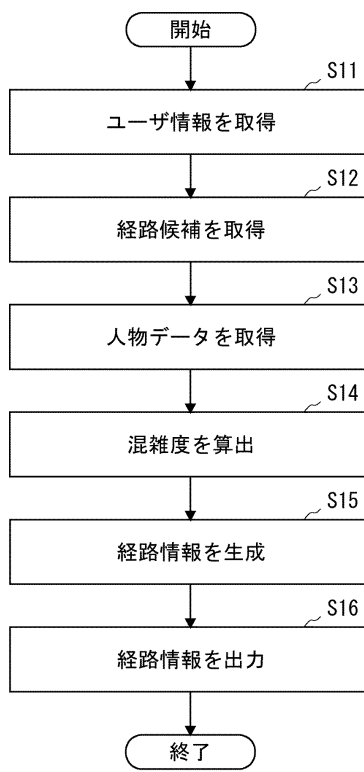 開始
S11
ユーザ情報を取得
S12
経路候補を取得
S13
人物データを取得
S14
混雑度を算出
S15
経路情報を生成
S16
経路情報を出力
終了